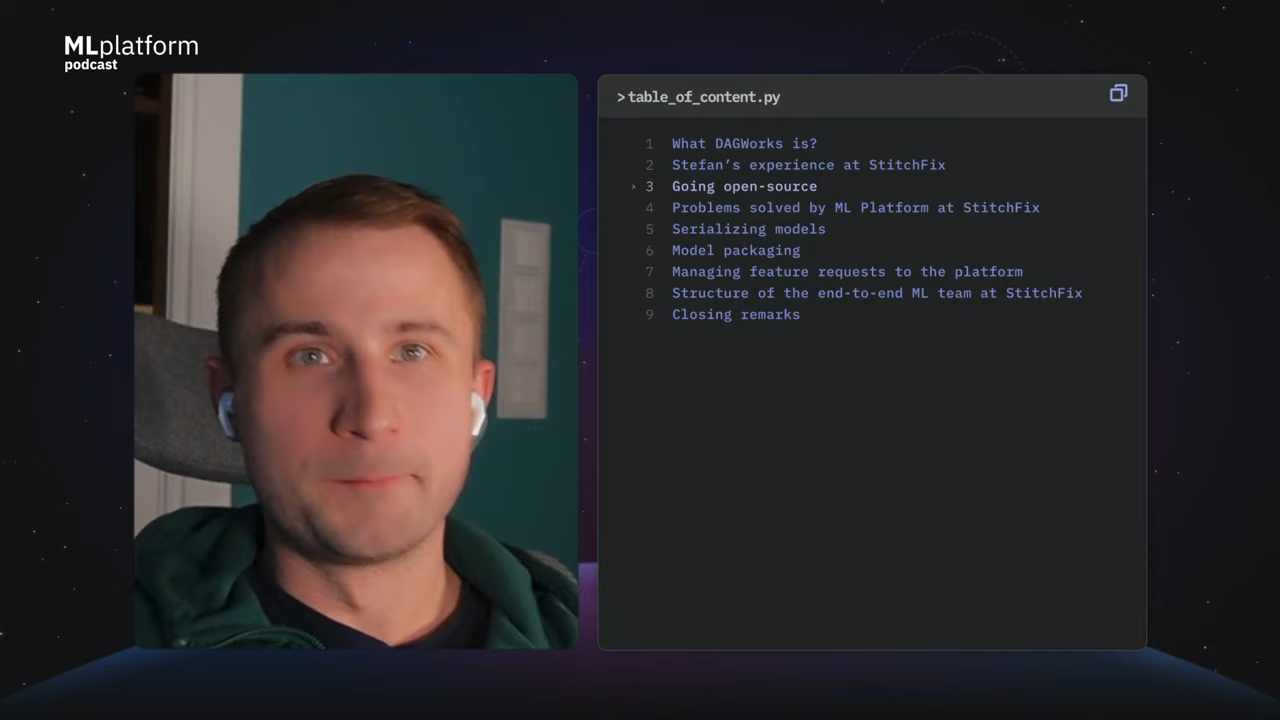 MLplatform
podcast
>table_of_content.py
1 What DAGWorks is?
2 Stefan’s experience at StitchFix
› 3 Going open-source
4 Problems solved by ML Platform at StitchFix
5 Serializing models
6 Model packaging
7 Managing feature requests to the platform
8 Structure of the end-to-end ML team at StitchFix
9 Closing remarks